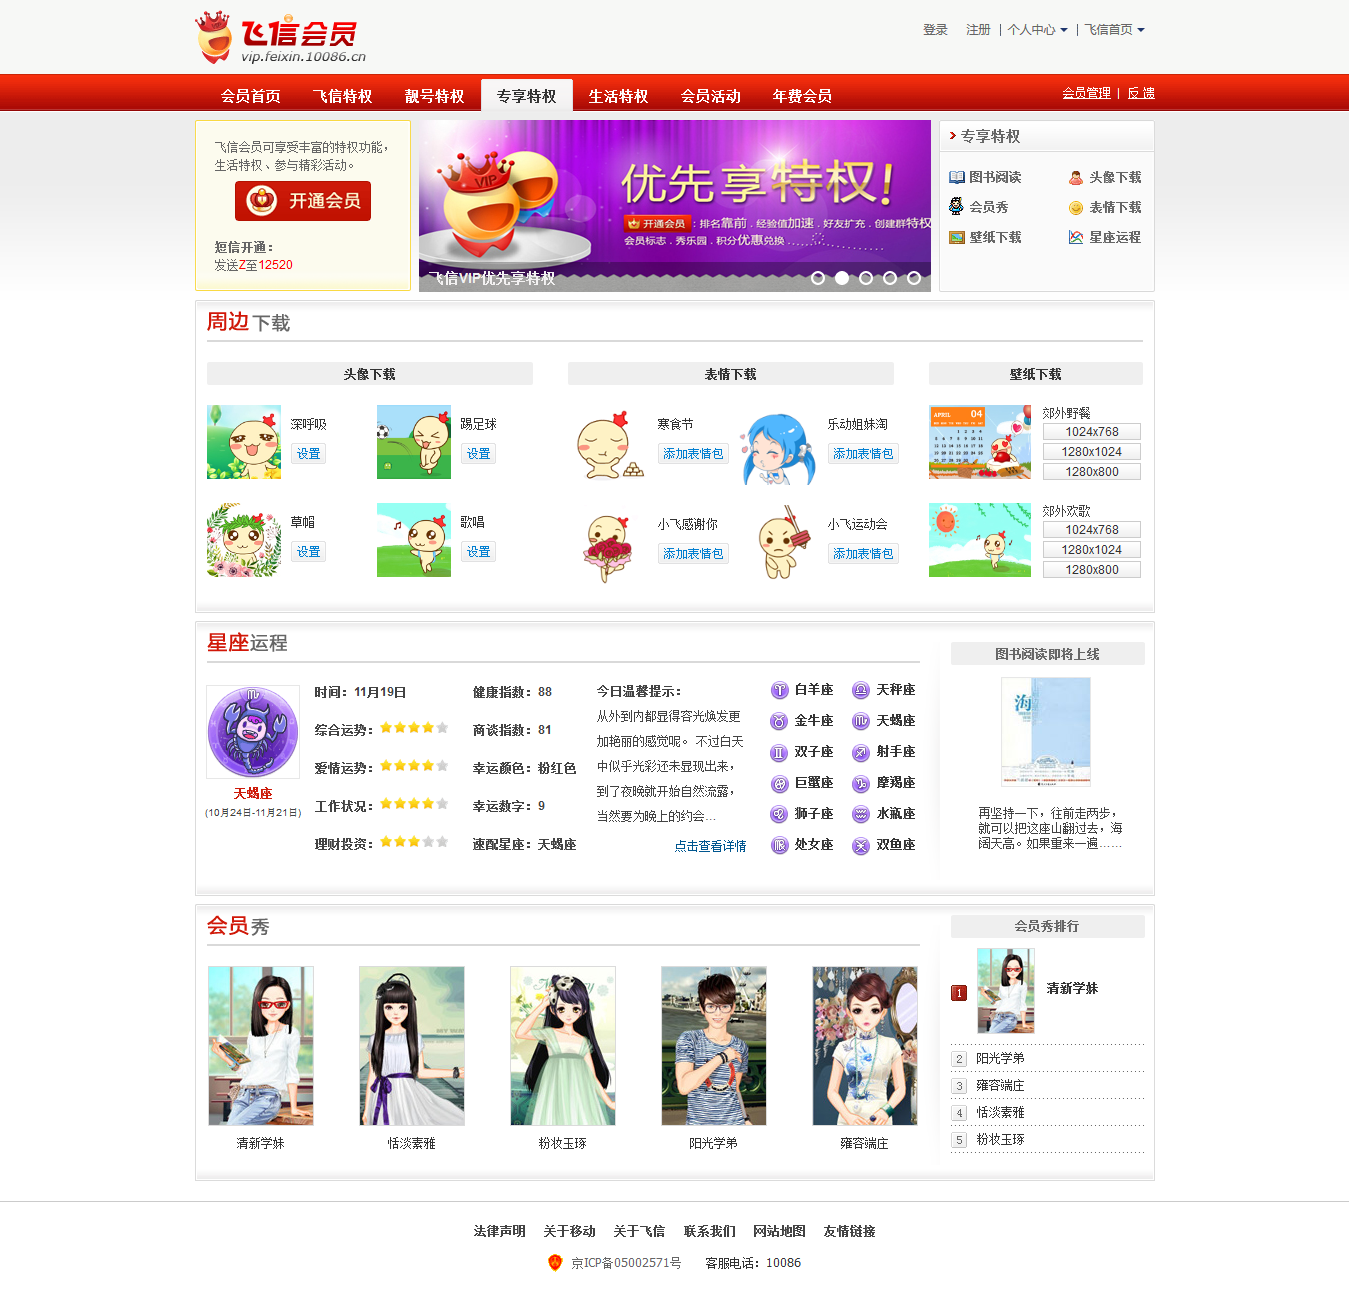 飞信会员
vip.feixin.10086.cn
登录 注册 | 个人中心 | 飞信首页
会员首页 飞信特权 靓号特权 专享特权 生活特权 会员活动 年费会员
会员管理 | 反 馈
飞信会员可享受丰富的特权功能，
生活特权、参与精彩活动。
开通会员
短信开通：
发送Z至12520
VIP
优先享特权!
开通会员 ：排名靠前 . 经验值加速 . 好友扩充 . 创建群特权
会员标志 . 秀乐园 . 积分优惠兑换
飞信VIP优先享特权
专享特权
图书阅读 头像下载
会员秀 表情下载
壁纸下载 星座运程
周边下载
头像下载 表情下载 壁纸下载
深呼吸
设置
踢足球
设置
寒食节
添加表情包
乐动姐妹淘
添加表情包
APRIL 04
郊外野餐
1024x768
1280x1024
1280x800
草帽
设置
歌唱
设置
小飞感谢你
添加表情包
小飞运动会
添加表情包
郊外欢歌
1024x768
1280x1024
1280x800
星座运程
天蝎座
(10月24日-11月21日)
时间：11月19日 健康指数：88
综合运势： 商谈指数：81
爱情运势： 幸运颜色：粉红色
工作状况： 幸运数字：9
理财投资： 速配星座：天蝎座
今日温馨提示：
从外到内都显得容光焕发更
加艳丽的感觉呢。 不过白天
中似乎光彩还未显现出来，
到了夜晚就开始自然流露，
当然要为晚上的约会...
点击查看详情
白羊座 天秤座
金牛座 天蝎座
双子座 射手座
巨蟹座 摩羯座
狮子座 水瓶座
处女座 双鱼座
图书阅读即将上线
海
再坚持一下，往前走两步，
就可以把这座山翻过去，海
阔天高。如果重来一遍……
会员秀
清新学妹 恬淡素雅 粉妆玉琢 阳光学弟 雍容端庄
会员秀排行
1 清新学妹
2 阳光学弟
3 雍容端庄
4 恬淡素雅
5 粉妆玉琢
法律声明 关于移动 关于飞信 联系我们 网站地图 友情链接
京ICP备05002571号 客服电话：10086